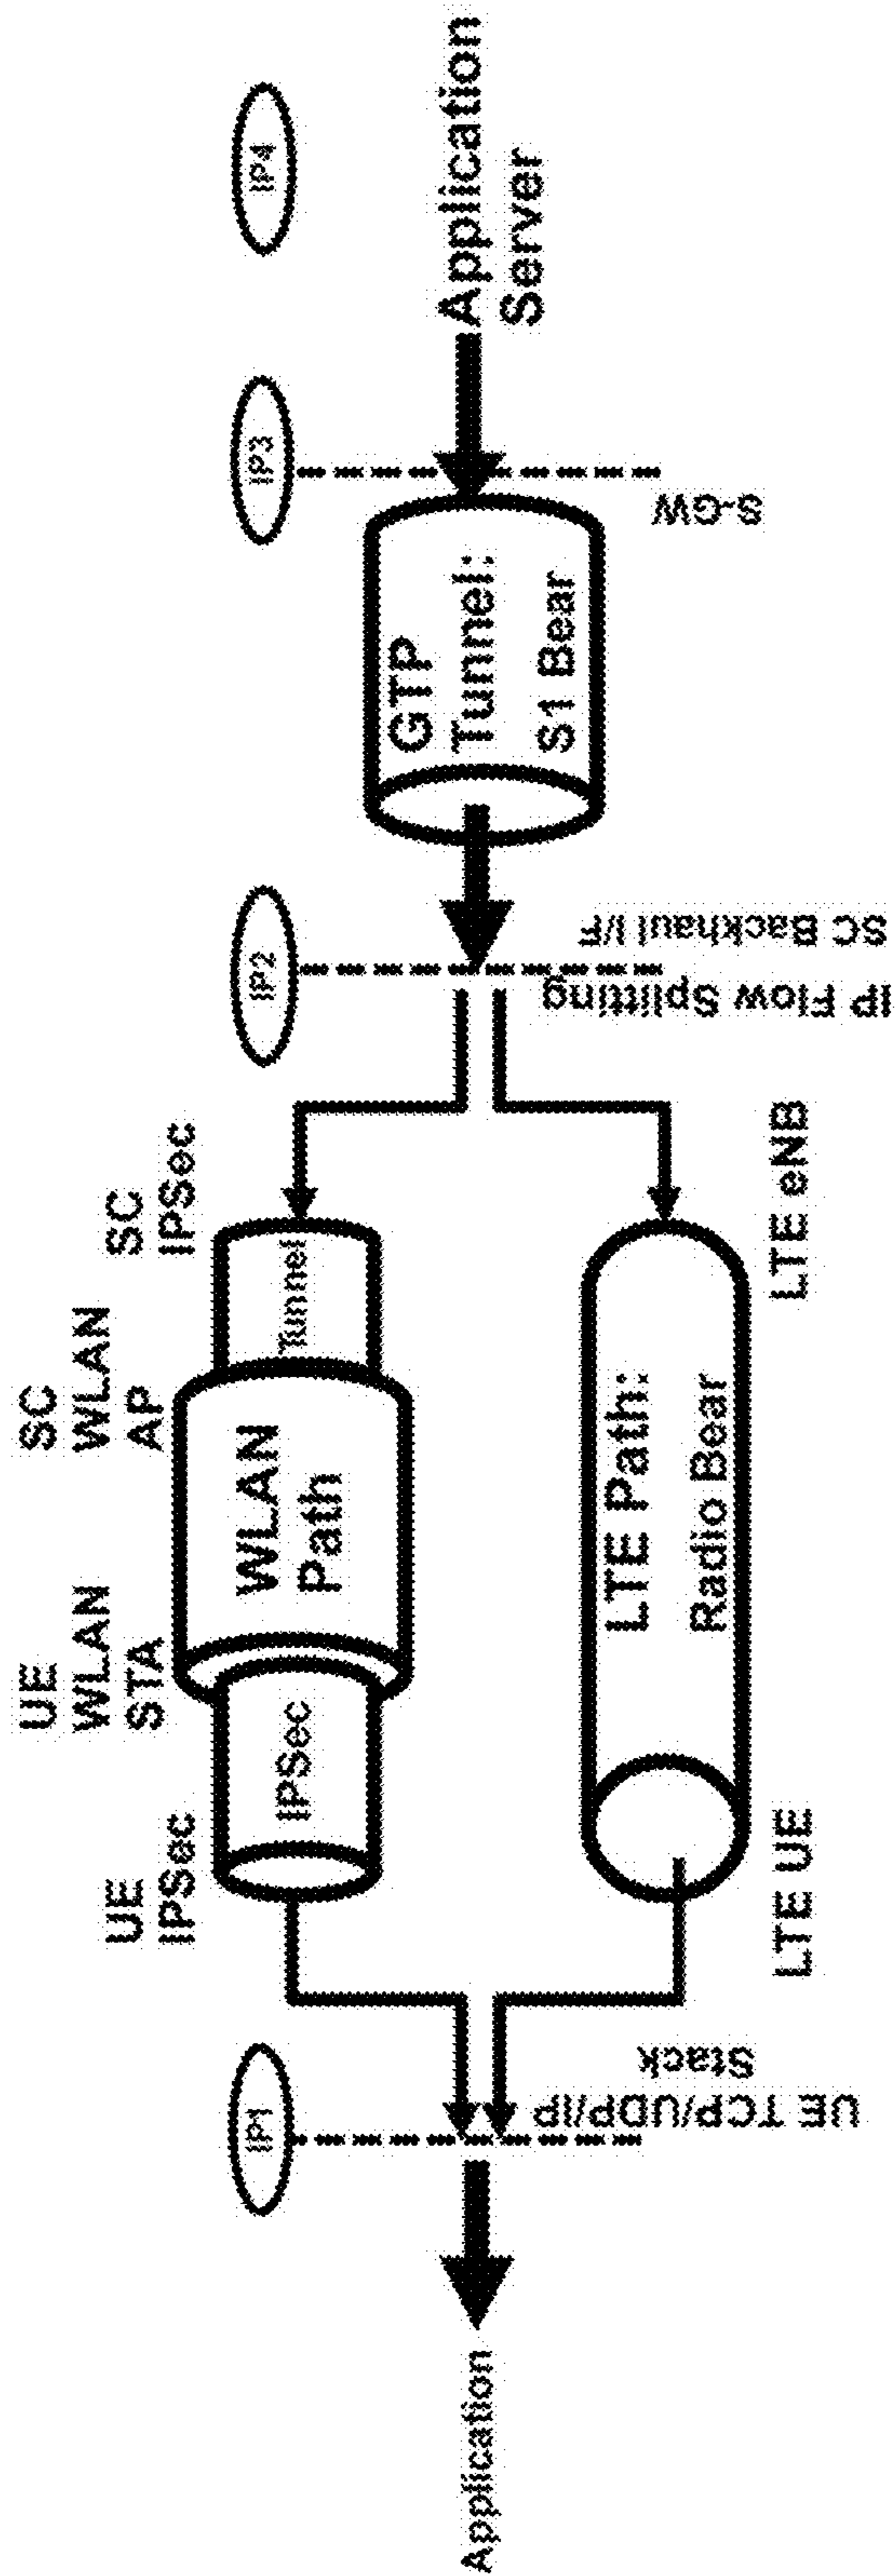 IP1
IP2
IP3
IP4
UE
IPSec
UE
WLAN
STA
SC
WLAN
AP
SC
IPSec
IPSec
WLAN
Path
Tunnel
GTP
Tunnel:
S1 Bear
Application
Application
Server
LTE Path:
Radio Bear
LTE UE
LTE eNB
UE TCP/UDP/IP
Stack
IP Flow Splitting
SC Backhaul I/F
S-GW